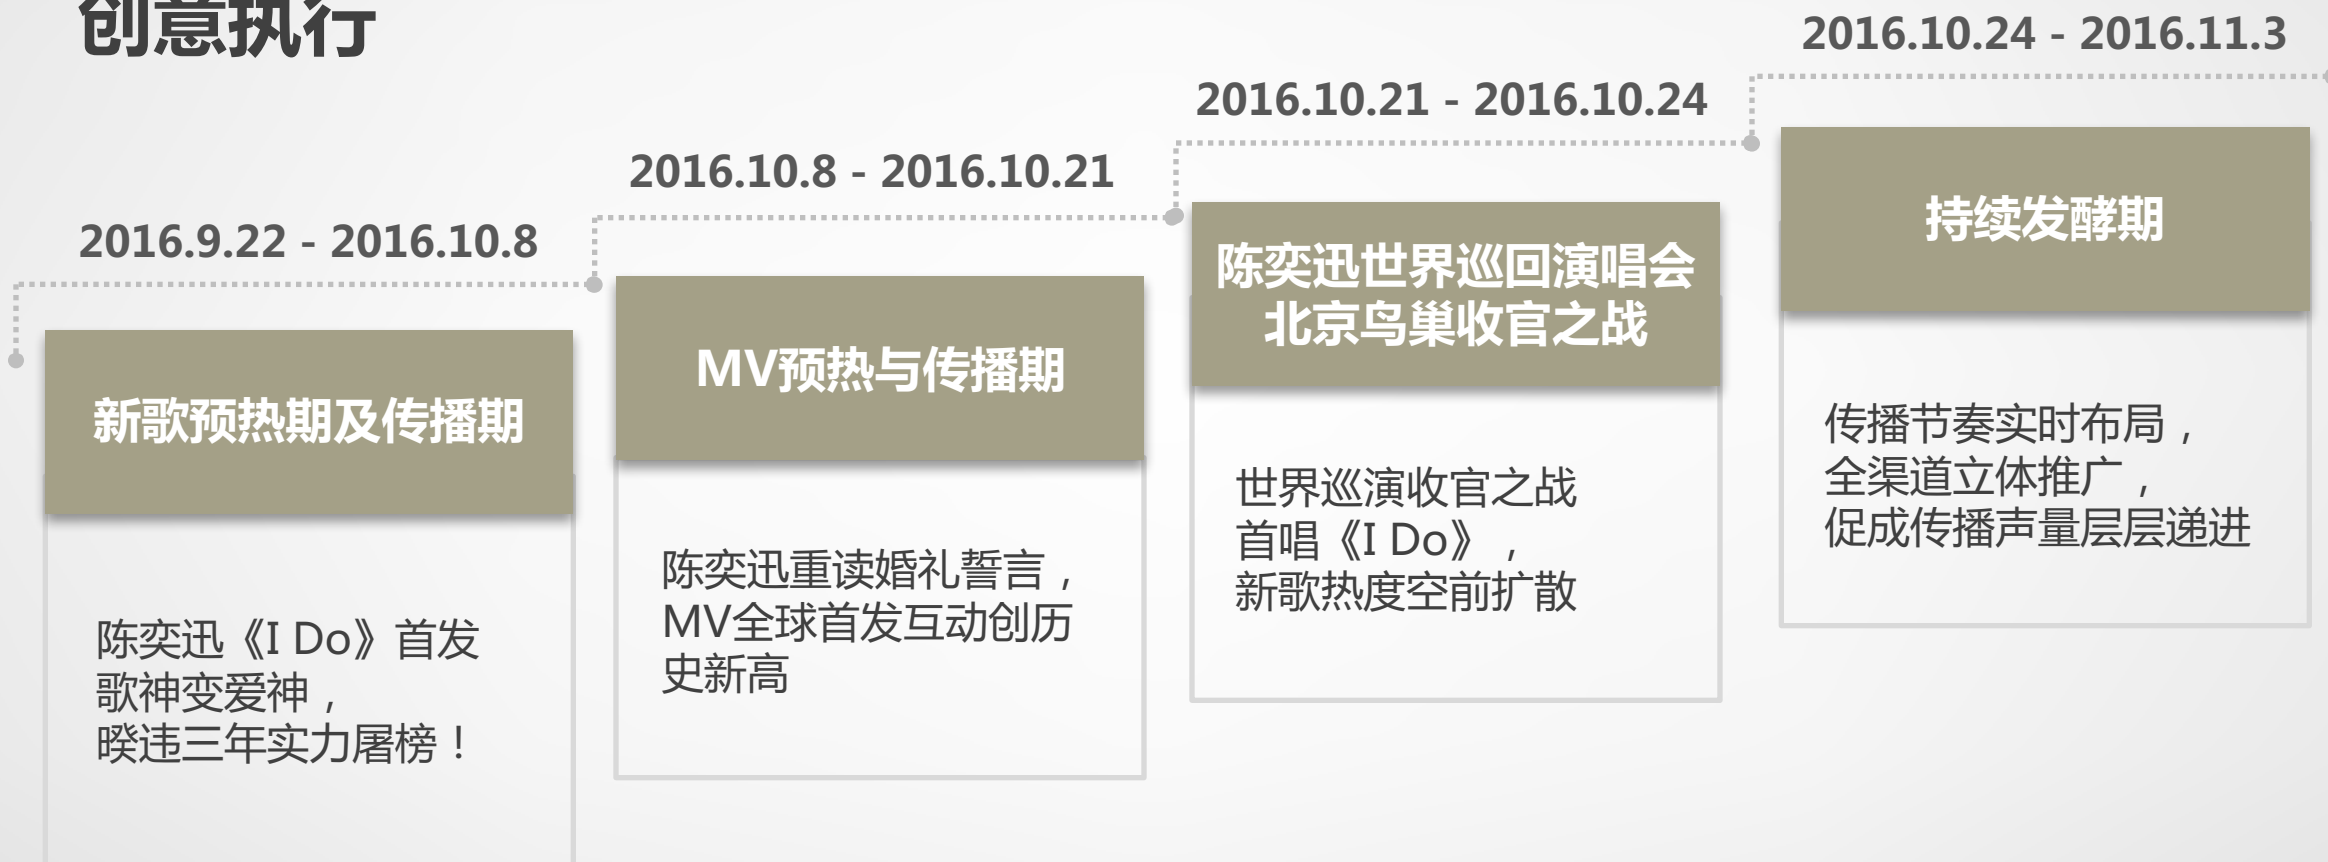 创意执行
2016.9.22 - 2016.10.8
新歌预热期及传播期
陈奕迅《I Do》首发
歌神变爱神，
暌违三年实力屠榜！
2016.10.8 - 2016.10.21
MV预热与传播期
陈奕迅重读婚礼誓言，
MV全球首发互动创历
史新高
2016.10.21 - 2016.10.24
陈奕迅世界巡回演唱会
北京鸟巢收官之战
世界巡演收官之战
首唱《I Do》，
新歌热度空前扩散
2016.10.24 - 2016.11.3
持续发酵期
传播节奏实时布局，
全渠道立体推广，
促成传播声量层层递进